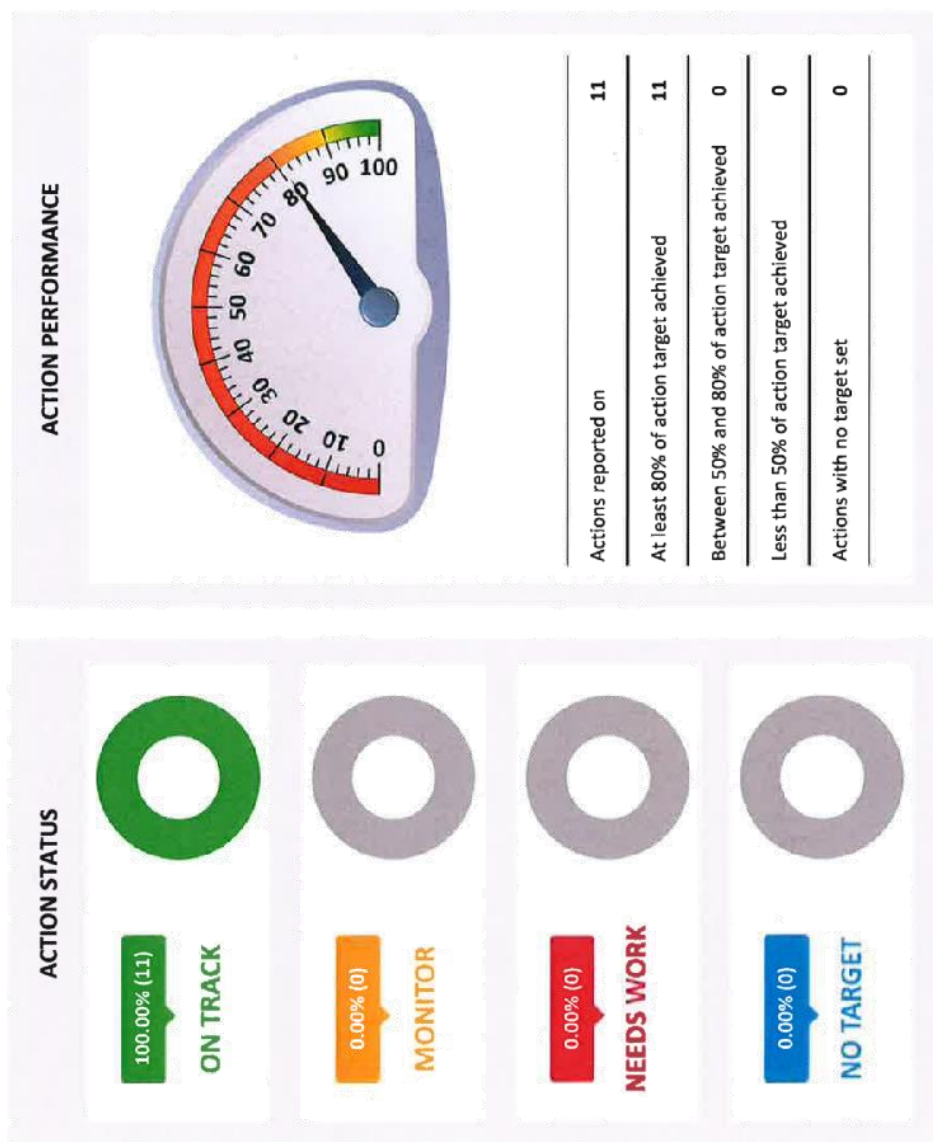 ACTION STATUS
100.00% (11)
ON TRACK
0.00% (0)
MONITOR
0.00% (0)
NEEDS WORK
0.00% (0)
NO TARGET
ACTION PERFORMANCE
0
10
20
30
40
50
60
70
80
90
100
Actions reported on 11
At least 80% of action target achieved 11
Between 50% and 80% of action target achieved 0
Less than 50% of action target achieved 0
Actions with no target set 0